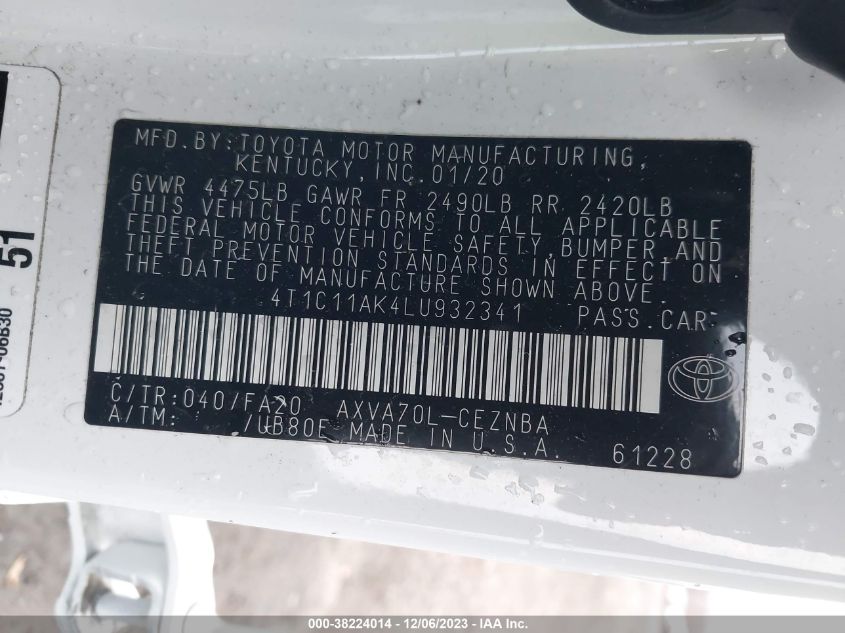 MFD.BY:TOYOTA MOTOR MANUFACTURING,
KENTUCKY, INC. 01/20
GVWR 4475LB GAWR FR 2490LB RR 2420LB
THIS VEHICLE CONFORMS TO ALL APPLICABLE
FEDERAL MOTOR VEHICLE SAFETY, BUMPER, AND
THEFT PREVENTION STANDARDS IN EFFECT ON
THE DATE OF MANUFACTURE SHOWN ABOVE.
4T1C11AK4LU932341 PASS.CAR
C/TR:040/FA20 AXVA70L-CEZNBA
A/TM: /UB80E MADE IN U.S.A. 61228
51
000-38224014 - 12/06/2023 - IAA Inc.